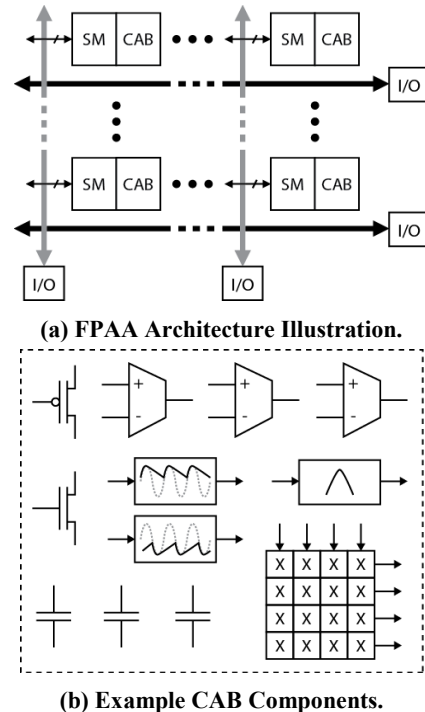 SM CAB SM CAB
I/O
SM CAB SM CAB
I/O
I/O I/O
(a) FPAA Architecture Illustration.
+ + +
- - -
X X X X
X X X X
X X X X
X X X X
(b) Example CAB Components.